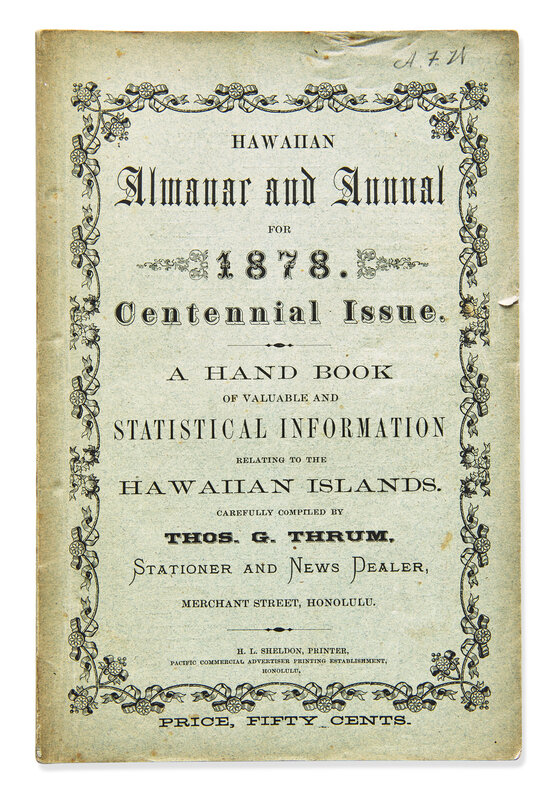 A. F. W
HAWAIIAN
Almanac and Annual
FOR
1878.
Centennial Issue.
A HAND BOOK
OF VALUABLE AND
STATISTICAL INFORMATION
RELATING TO THE
HAWAIIAN ISLANDS.
CAREFULLY COMPILED BY
THOS. G. THRUM,
STATIONER AND NEWS DEALER,
MERCHANT STREET, HONOLULU.
H. L. SHELDON, PRINTER,
PACIFIC COMMERCIAL ADVERTISER PRINTING ESTABLISHMENT,
HONOLULU,
PRICE, FIFTY CENTS.